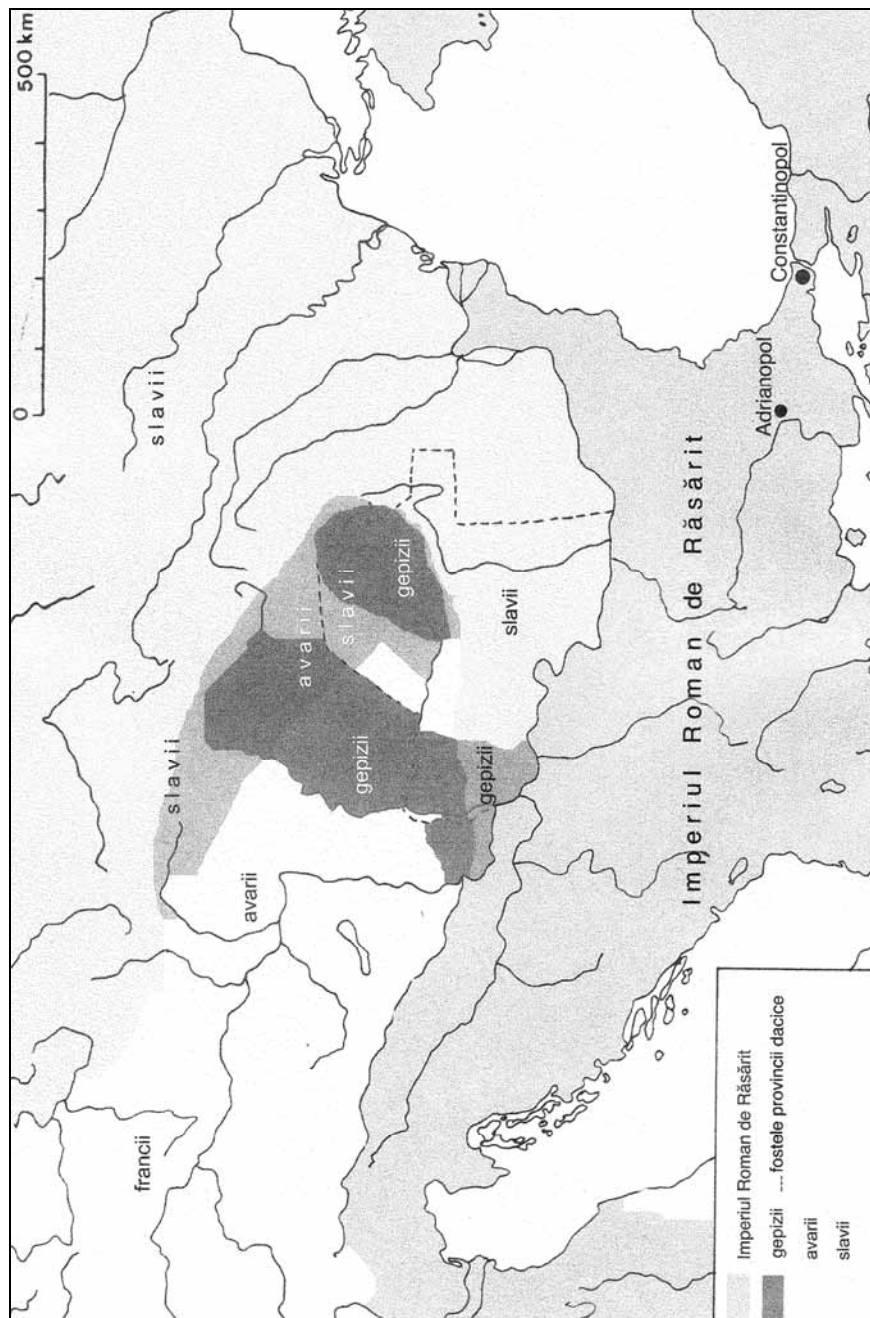 0 500 km
slavii
slavii
avarii
slavii
gepizii
avarii
gepizii
gepizii
slavii
francii
Imperiul Roman de Răsărit
Adrianopol
Constantinopol
Imperiul Roman de Răsărit
gepizii --- fostele provincii dacice
avarii
slavii